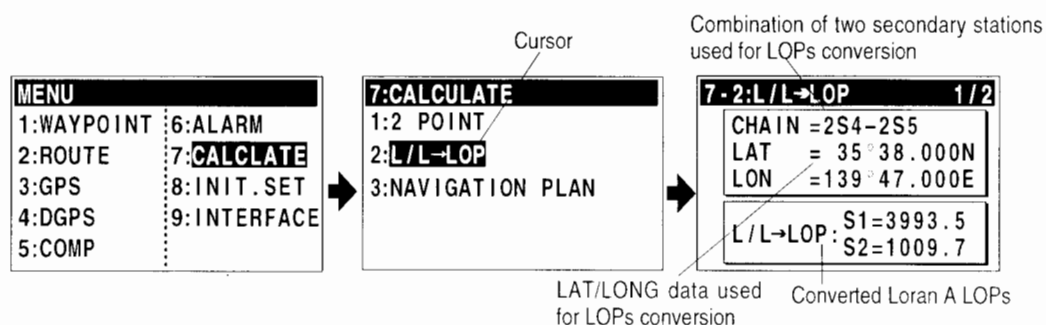 Combination of two secondary stations
used for LOPs conversion
Cursor
MENU
1:WAYPOINT 6:ALARM
2:ROUTE 7:CALCLATE
3:GPS 8:INIT.SET
4:DGPS 9:INTERFACE
5:COMP
7:CALCULATE
1:2 POINT
2:L/L→LOP
3:NAVIGATION PLAN
7-2:L/L→LOP 1/2
CHAIN =2S4-2S5
LAT = 35°38.000N
LON =139°47.000E
L/L→LOP: S1=3993.5
S2=1009.7
LAT/LONG data used
for LOPs conversion
Converted Loran A LOPs